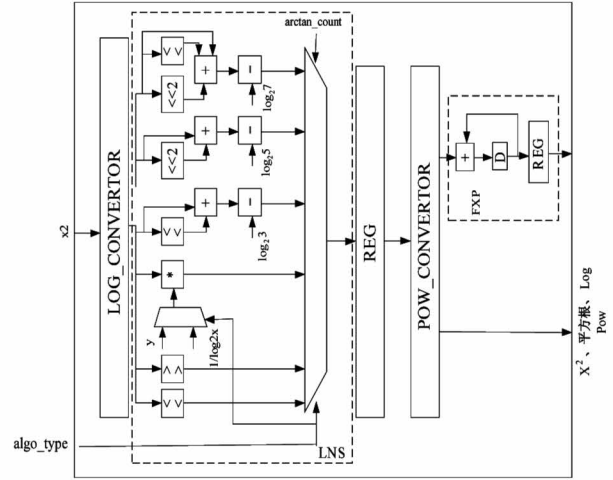 arctan_count
<<
<<2
+
−
log₂7
<<2
+
−
log₂5
<<
+
−
log₂3
x2
LOG_CONVERTOR
*
y
1/log2x
>>
<<
algo_type
LNS
REG
POW_CONVERTOR
+
D
REG
FXP
X²、平方根、Log
Pow